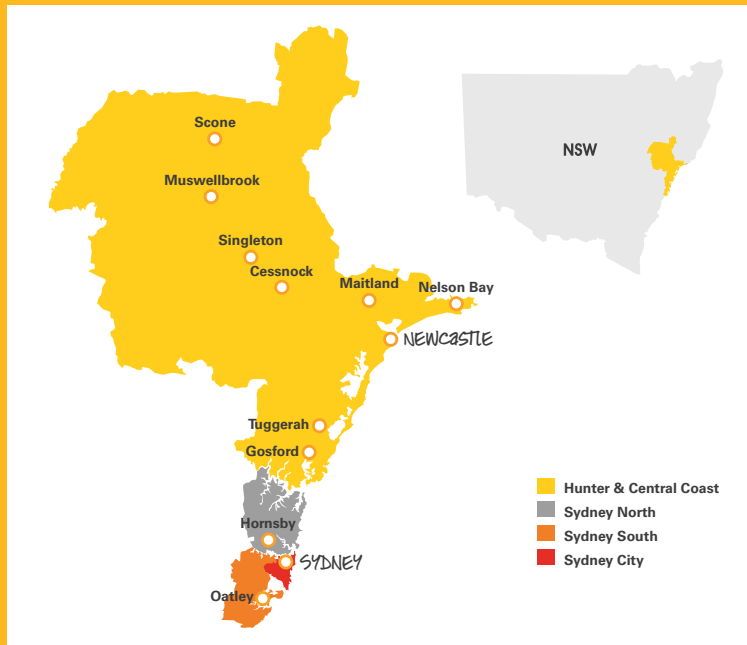 Scone
NSW
Muswellbrook
Singleton
Cessnock
Maitland
Nelson Bay
NEWCaSTLE
Tuggerah
Gosford
Hornsby
SYDNEY
Oatley
Hunter & Central Coast
Sydney North
Sydney South
Sydney City